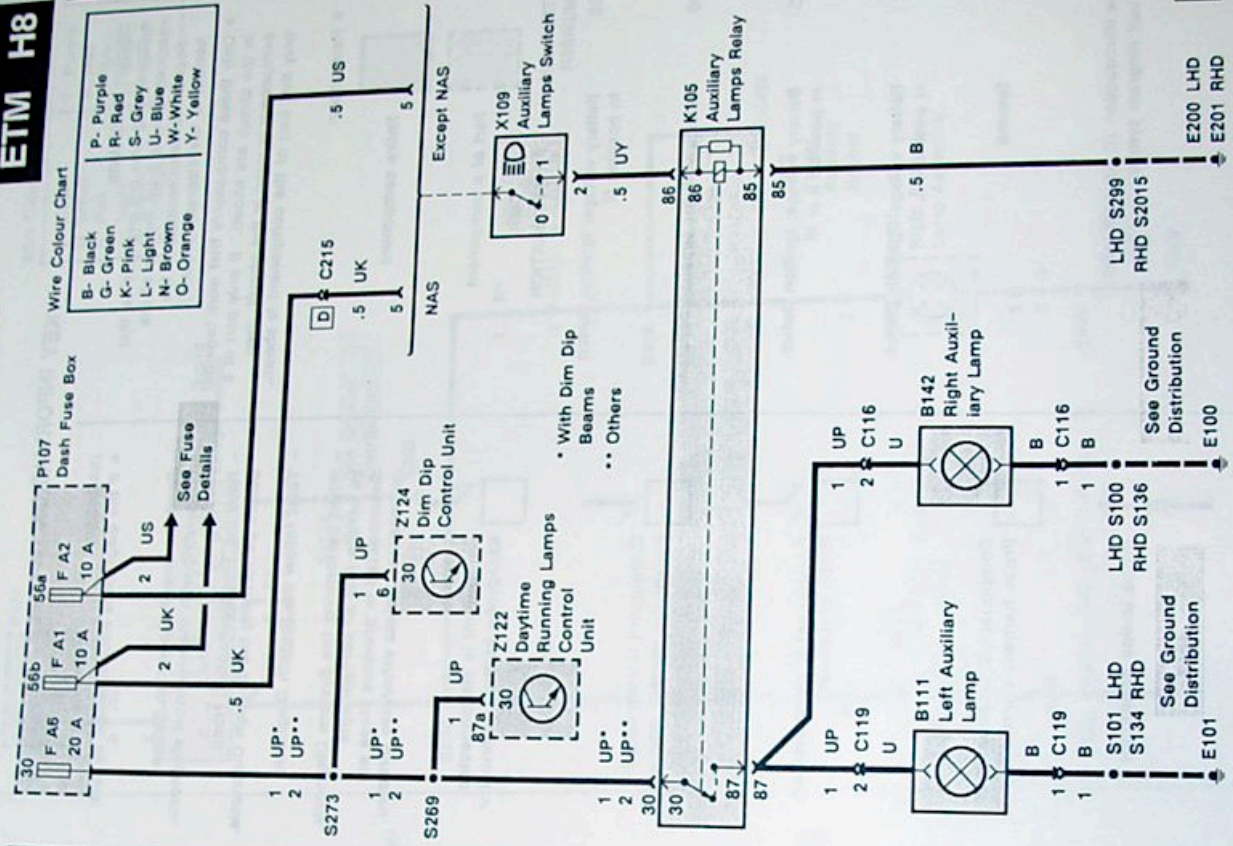 ETM H8
Wire Colour Chart
B- Black
G- Green
K- Pink
L- Light
N- Brown
O- Orange
P- Purple
R- Red
S- Grey
U- Blue
W- White
Y- Yellow
P107
Dash Fuse Box
30
F A6
20 A
56b
F A1
10 A
56a
F A2
10 A
2 UK
2 US
See Fuse
Details
.5 UK
.5 US
5
D
C215
.5 UK
5
NAS
Except NAS
X109
Auxiliary
Lamps Switch
0 1
2
.5 UY
86
1 UP*
2 UP**
S273
1 UP
6
30
Z124
Dim Dip
Control Unit
1 UP*
2 UP**
S269
1 UP
87a
30
Z122
Daytime
Running Lamps
Control
Unit
* With Dim Dip
Beams
** Others
1 UP*
2 UP**
30
30
87
87
86
85
85
K105
Auxiliary
Lamps Relay
.5 B
LHD S299
RHD S2015
E200 LHD
E201 RHD
1 UP
2 C119
U
B111
Left Auxiliary
Lamp
B
1 C119
1 B
S101 LHD
S134 RHD
See Ground
Distribution
E101
1 UP
2 C116
U
B142
Right Auxil-
iary Lamp
B
1 C116
1 B
LHD S100
RHD S136
See Ground
Distribution
E100